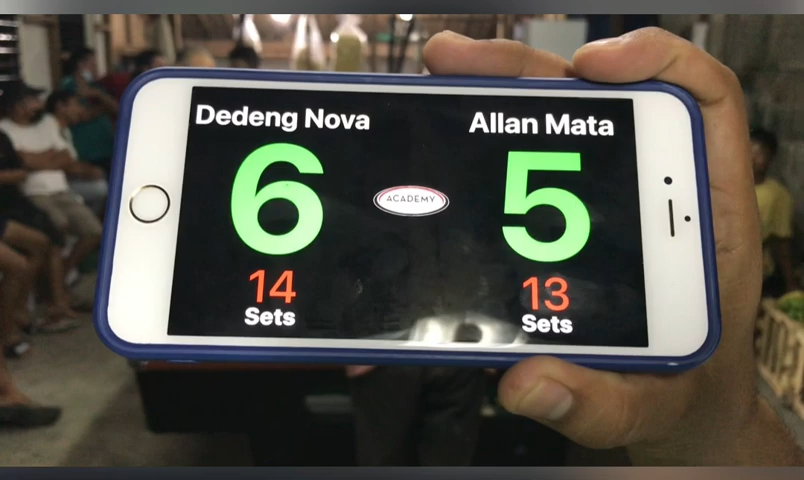 Dedeng Nova
6
14
Sets
ACADEMY
Allan Mata
5
13
Sets